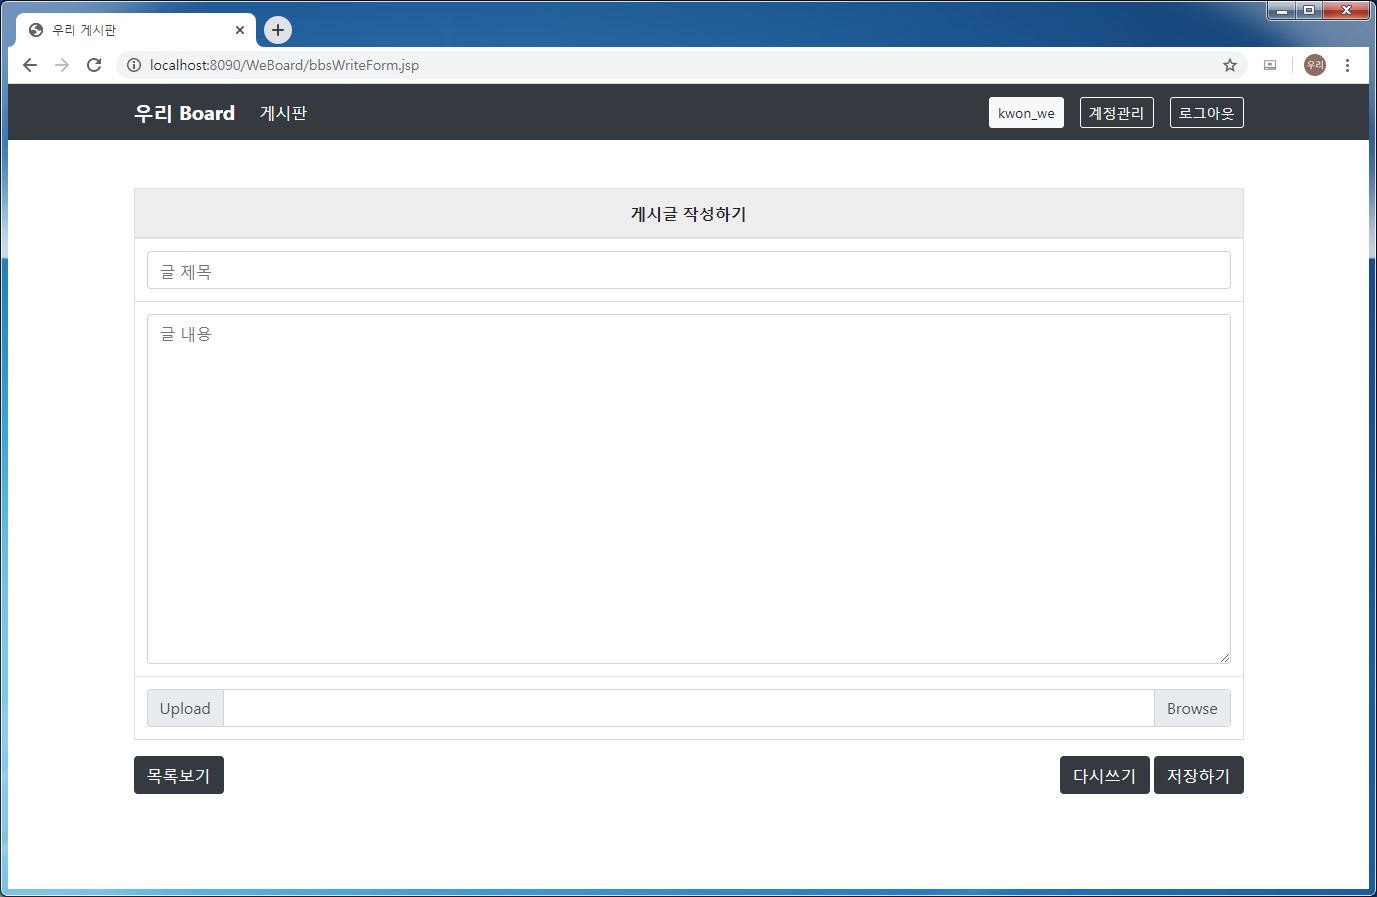 우리 게시판
localhost:8090/WeBoard/bbsWriteForm.jsp
우리
우리 Board 게시판 kwon_we 계정관리 로그아웃
게시글 작성하기
글 제목
글 내용
Upload Browse
목록보기 다시쓰기 저장하기